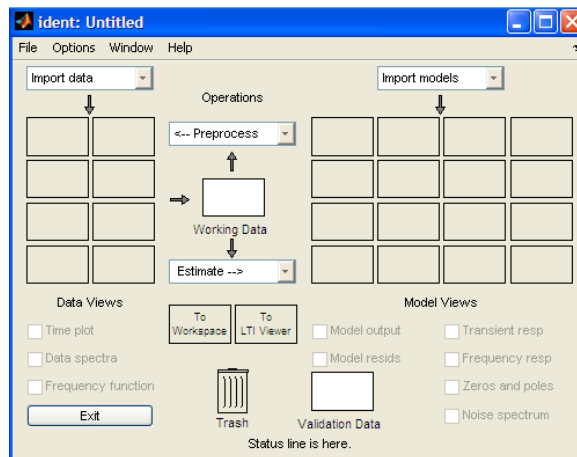 ident: Untitled
File Options Window Help
Import data
Import models
Operations
<-- Preprocess
Working Data
Estimate -->
Data Views
Model Views
Time plot
Data spectra
Frequency function
To Workspace
To LTI Viewer
Model output
Transient resp
Model resids
Frequency resp
Zeros and poles
Noise spectrum
Exit
Trash
Validation Data
Status line is here.